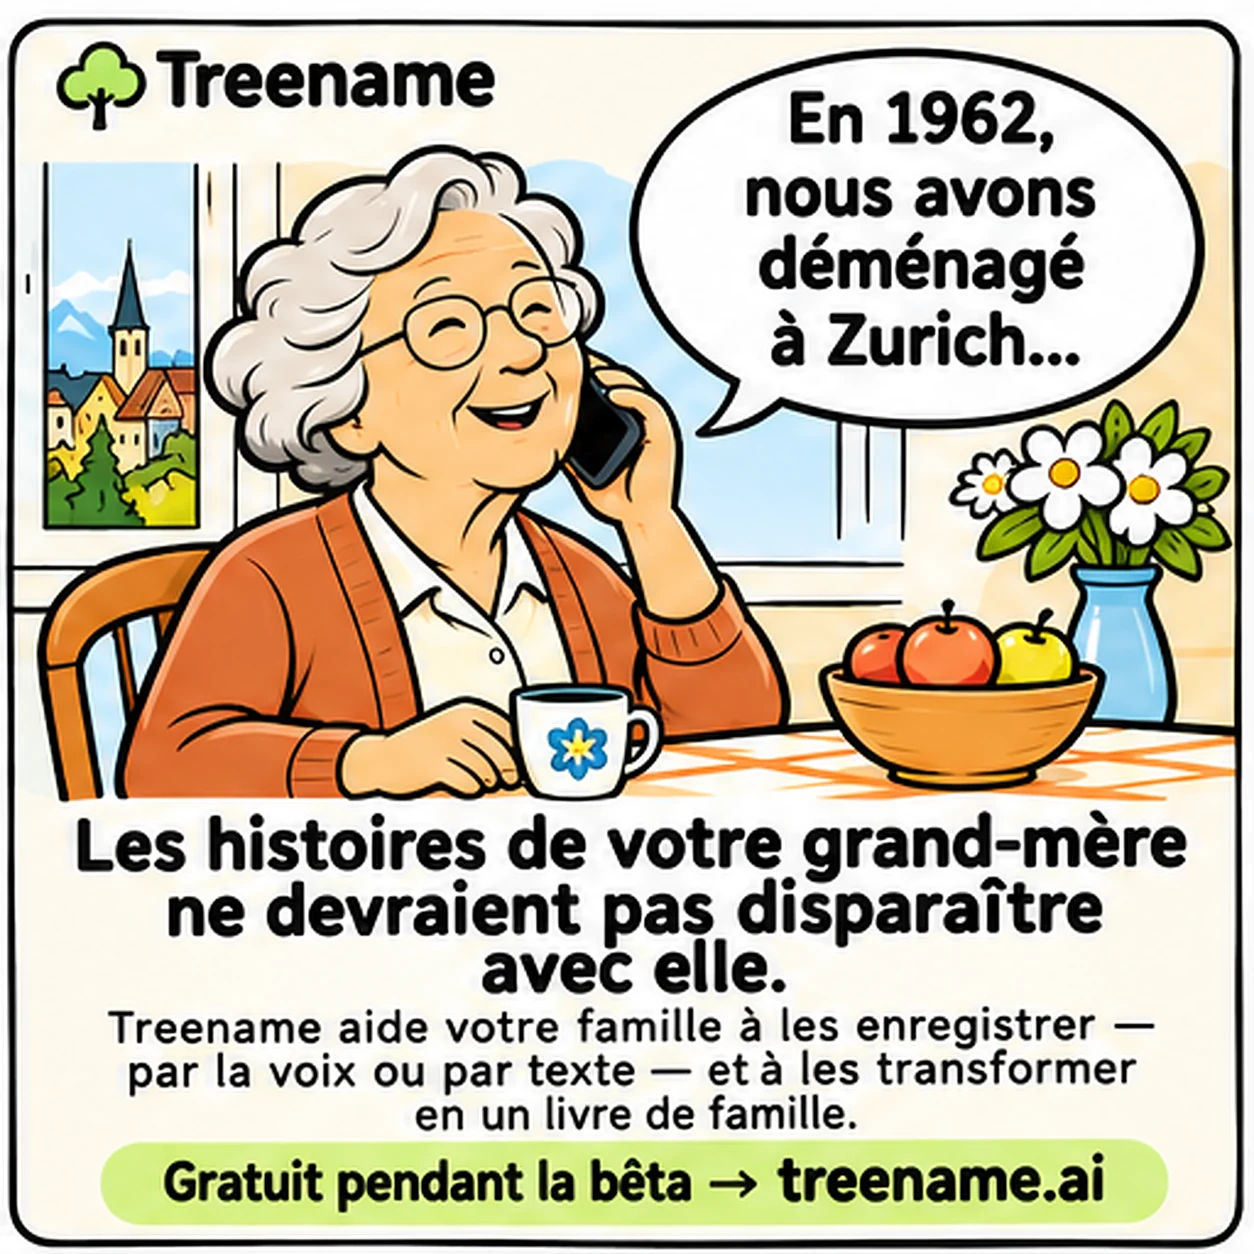 Treename
En 1962,
nous avons
déménagé
à Zurich...
Les histoires de votre grand-mère
ne devraient pas disparaître
avec elle.
Treename aide votre famille à les enregistrer —
par la voix ou par texte — et à les transformer
en un livre de famille.
Gratuit pendant la bêta → treename.ai